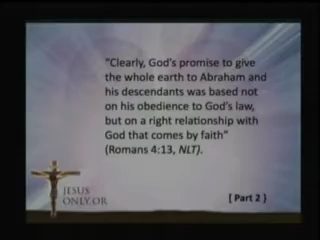 "Clearly, God's promise to give
the whole earth to Abraham and
his descendants was based not
on his obedience to God's law,
but on a right relationship with
God that comes by faith"
(Romans 4:13, NLT).
JESUS
ONLY.OR
[ Part 2 ]